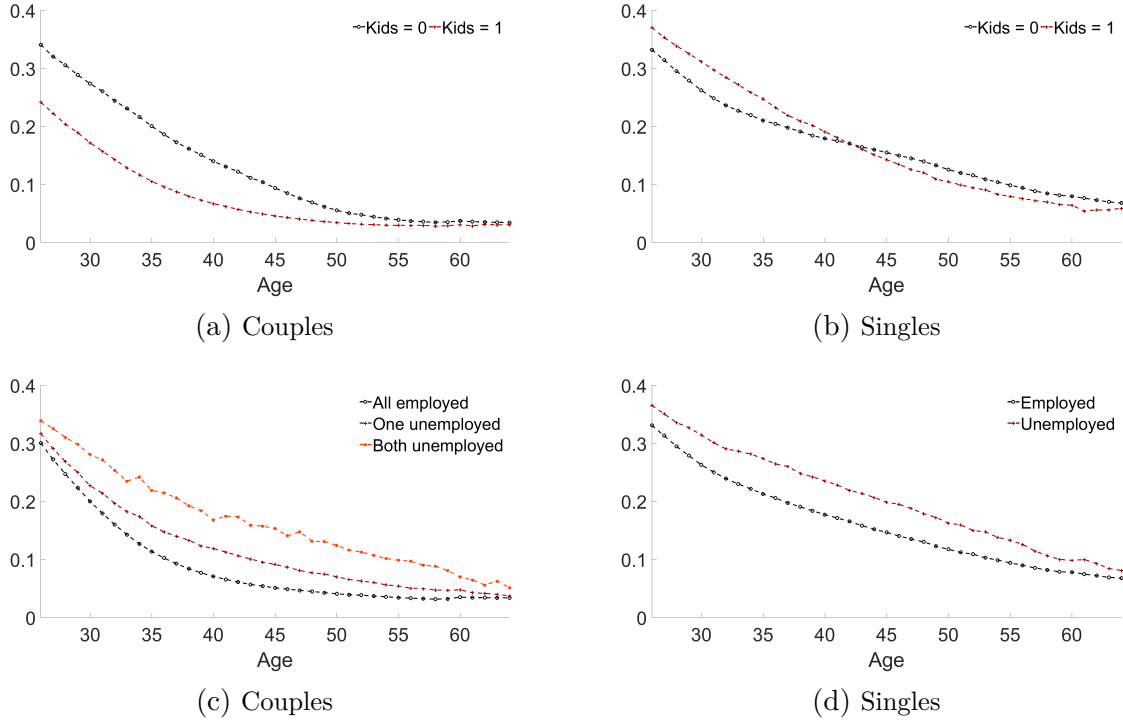 0.4
0.3
0.2
0.1
0
30 35 40 45 50 55 60
Age
Kids = 0 Kids = 1
(a) Couples
0.4
0.3
0.2
0.1
0
30 35 40 45 50 55 60
Age
Kids = 0 Kids = 1
(b) Singles
0.4
0.3
0.2
0.1
0
30 35 40 45 50 55 60
Age
All employed
One unemployed
Both unemployed
(c) Couples
0.4
0.3
0.2
0.1
0
30 35 40 45 50 55 60
Age
Employed
Unemployed
(d) Singles